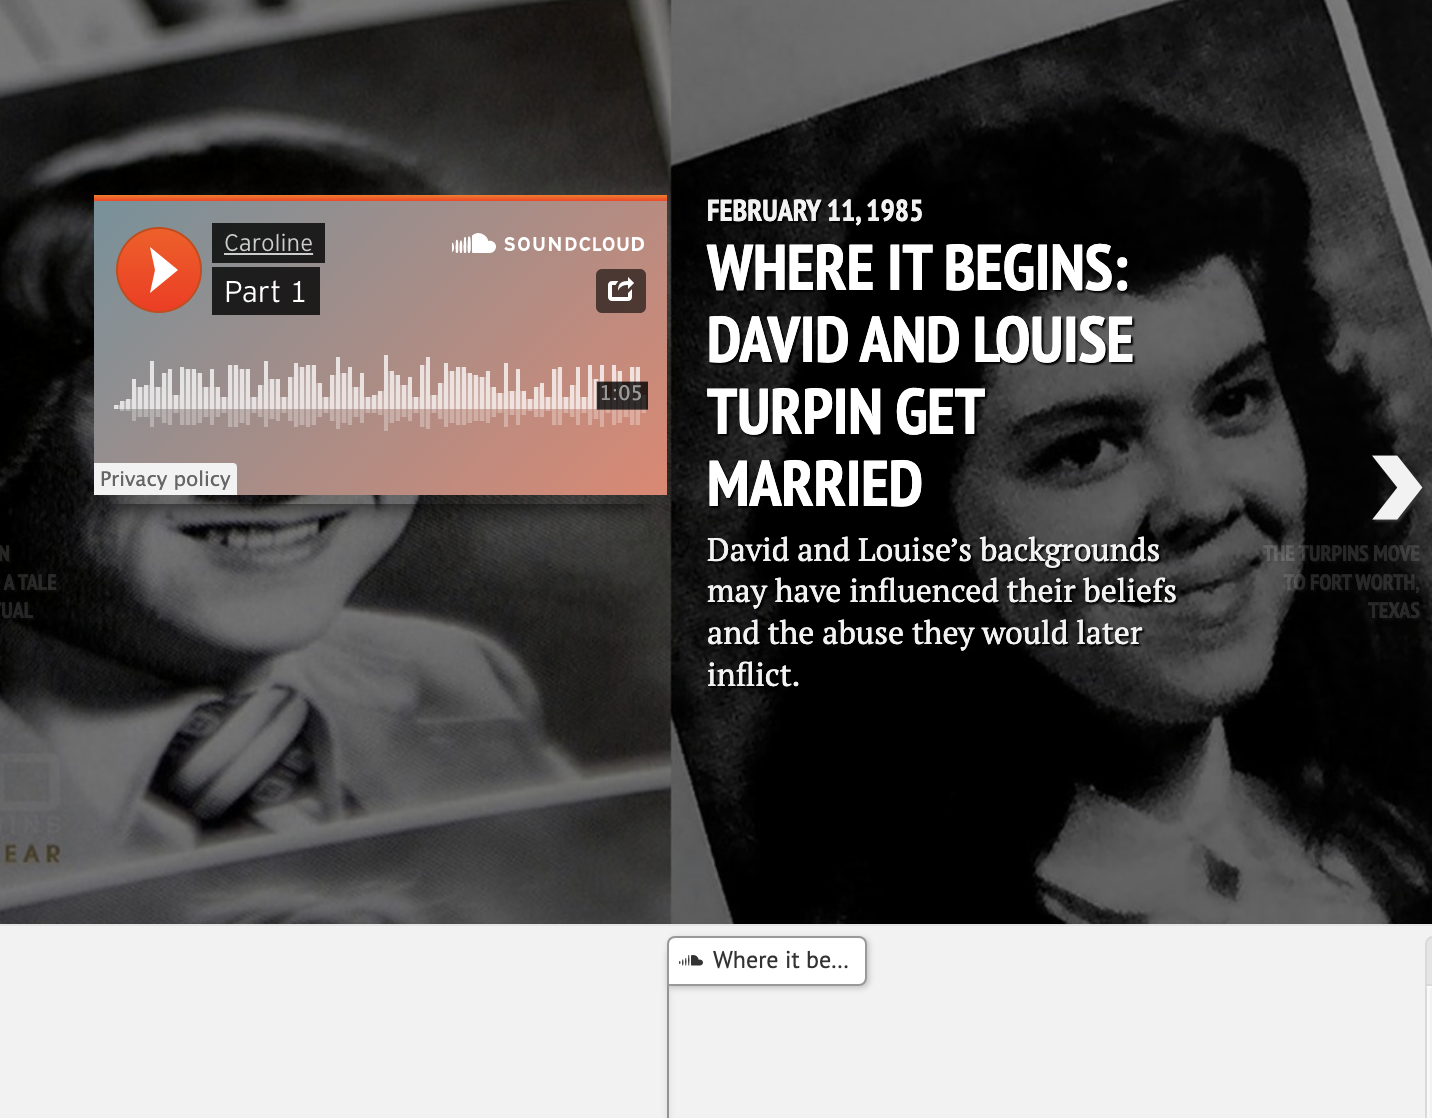 Caroline
SOUNDCLOUD
Part 1
1:05
Privacy policy
FEBRUARY 11, 1985
WHERE IT BEGINS:
DAVID AND LOUISE
TURPIN GET
MARRIED
David and Louise’s backgrounds
may have influenced their beliefs
and the abuse they would later
inflict.
N
A TALE
UAL
THE TURPINS MOVE
TO FORT WORTH,
TEXAS
INS
EAR
Where it be...